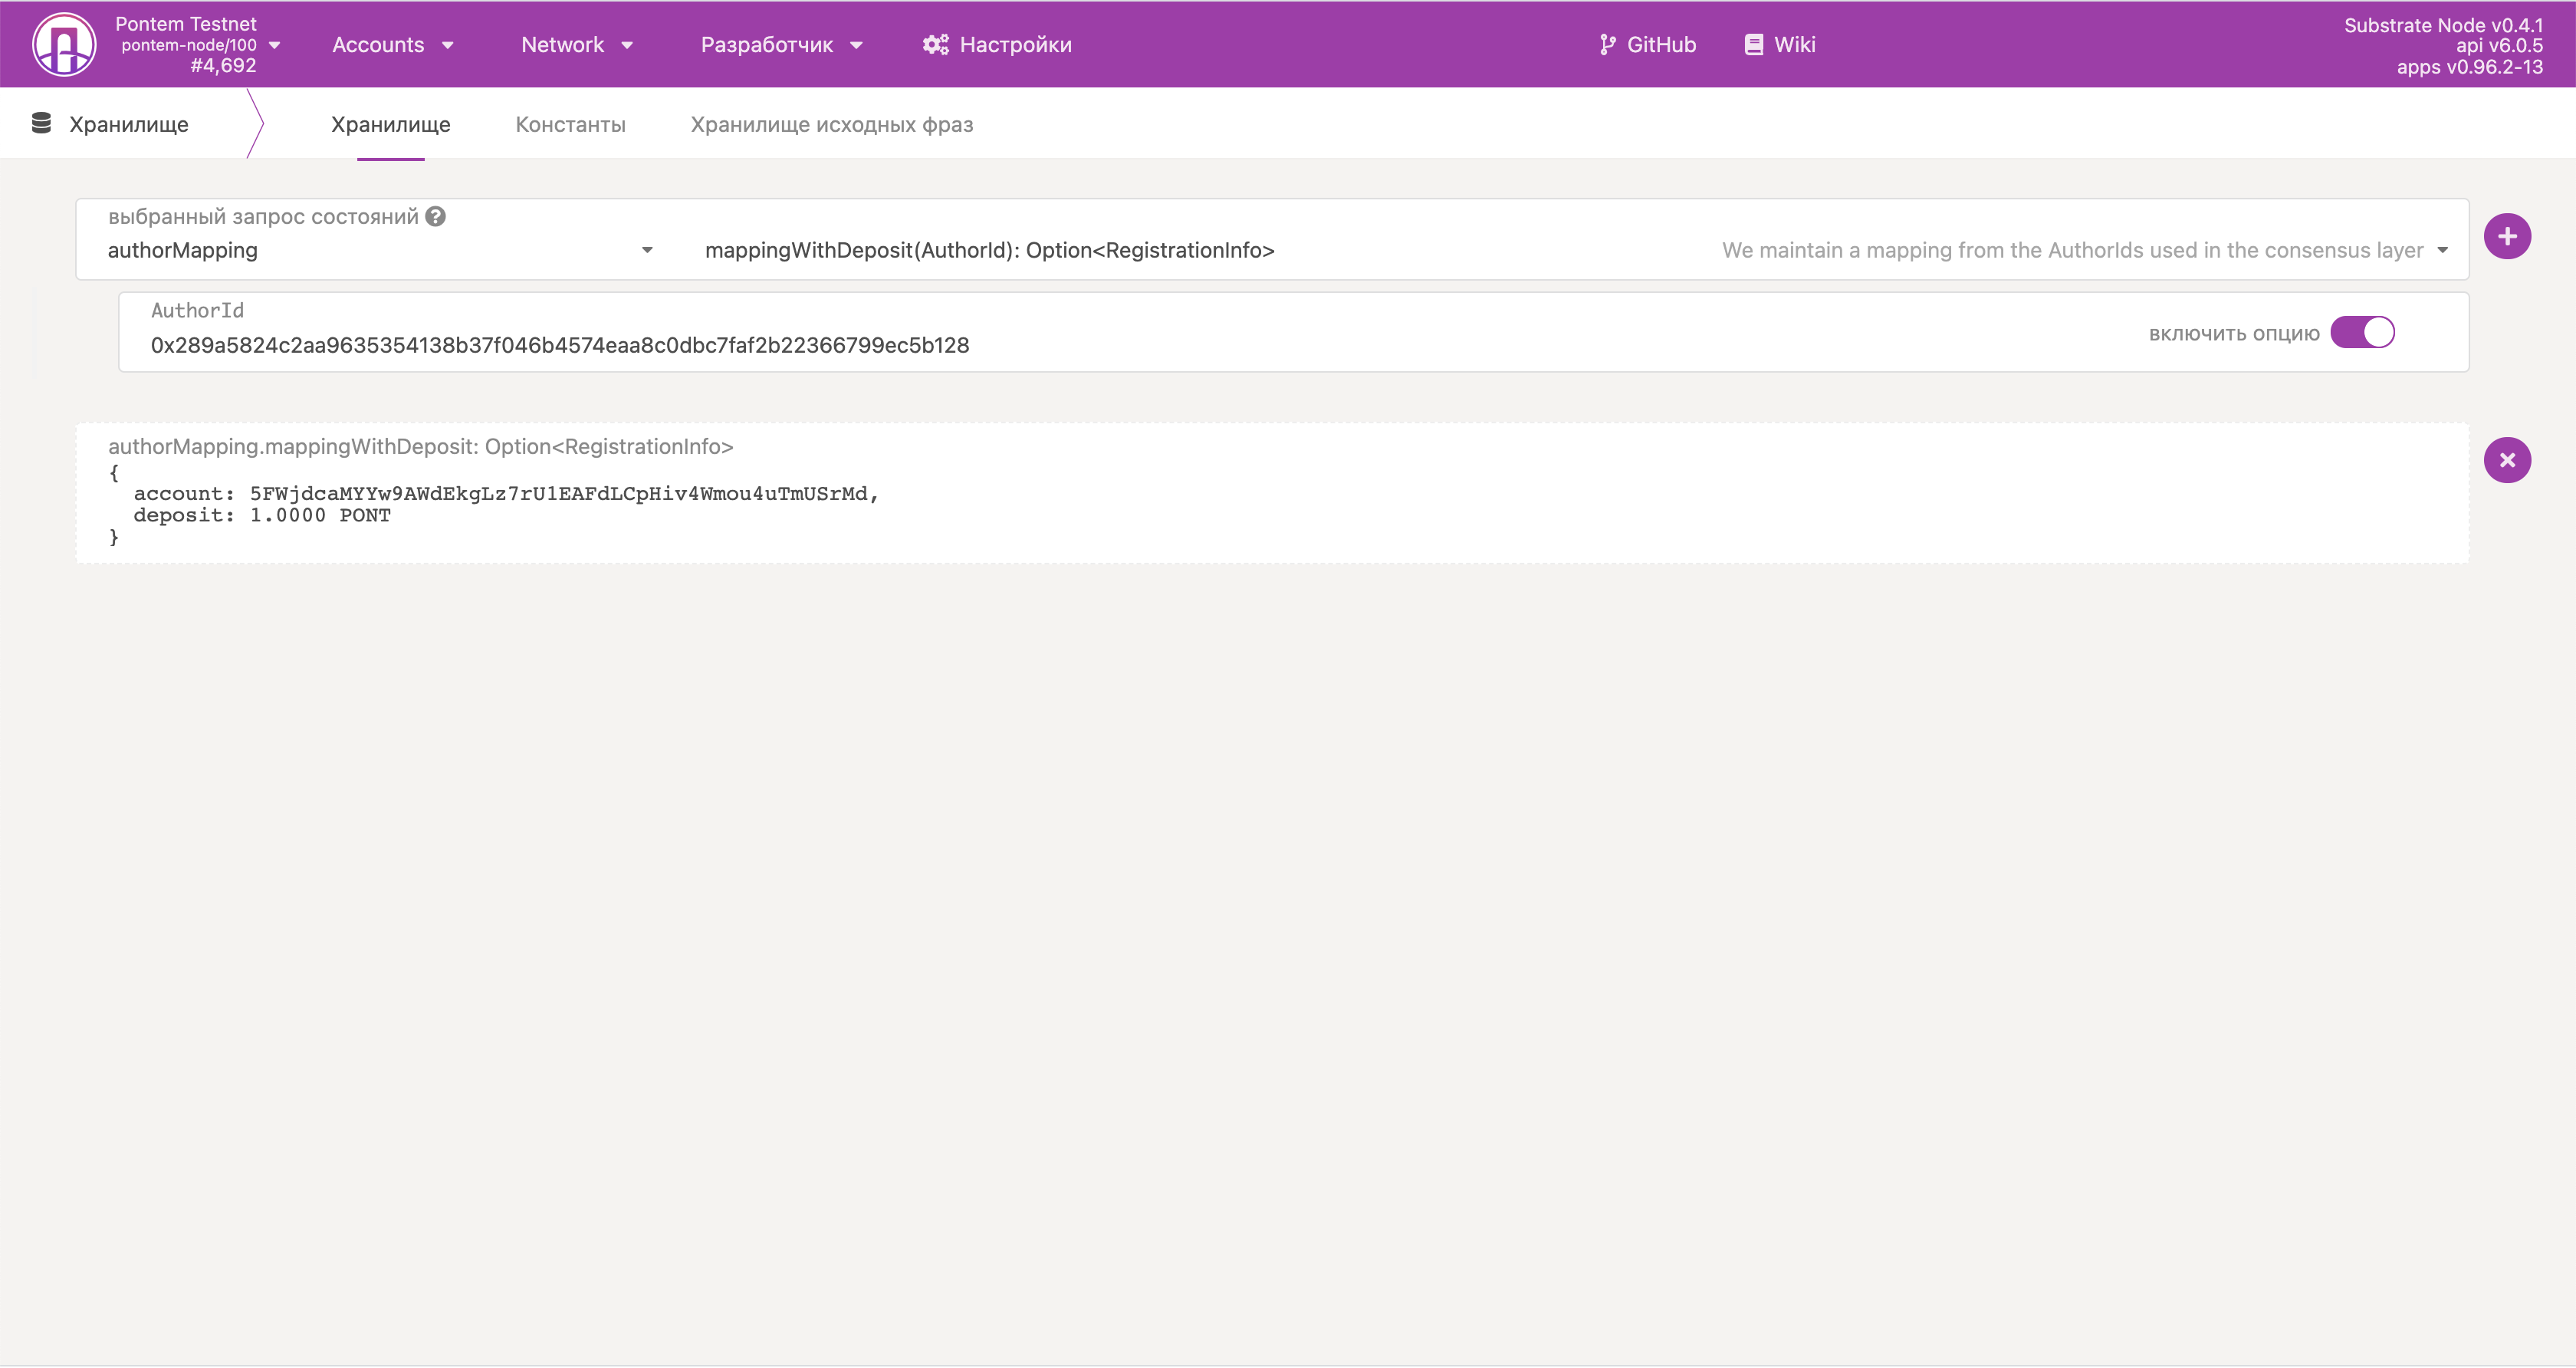 Pontem Testnet
pontem-node/100
#4,692
Accounts
Network
Разработчик
Настройки
GitHub
Wiki
Substrate Node v0.4.1
api v6.0.5
apps v0.96.2-13
Хранилище
Хранилище
Константы
Хранилище исходных фраз
выбранный запрос состояний
authorMapping
mappingWithDeposit(AuthorId): Option<RegistrationInfo>
We maintain a mapping from the AuthorIds used in the consensus layer
AuthorId
0x289a5824c2aa9635354138b37f046b4574eaa8c0dbc7faf2b22366799ec5b128
включить опцию
authorMapping.mappingWithDeposit: Option<RegistrationInfo>
{
account: 5FWjdcaMYYw9AWdEkgLz7rU1EAFdLCpHiv4Wmou4uTmUSrMd,
deposit: 1.0000 PONT
}